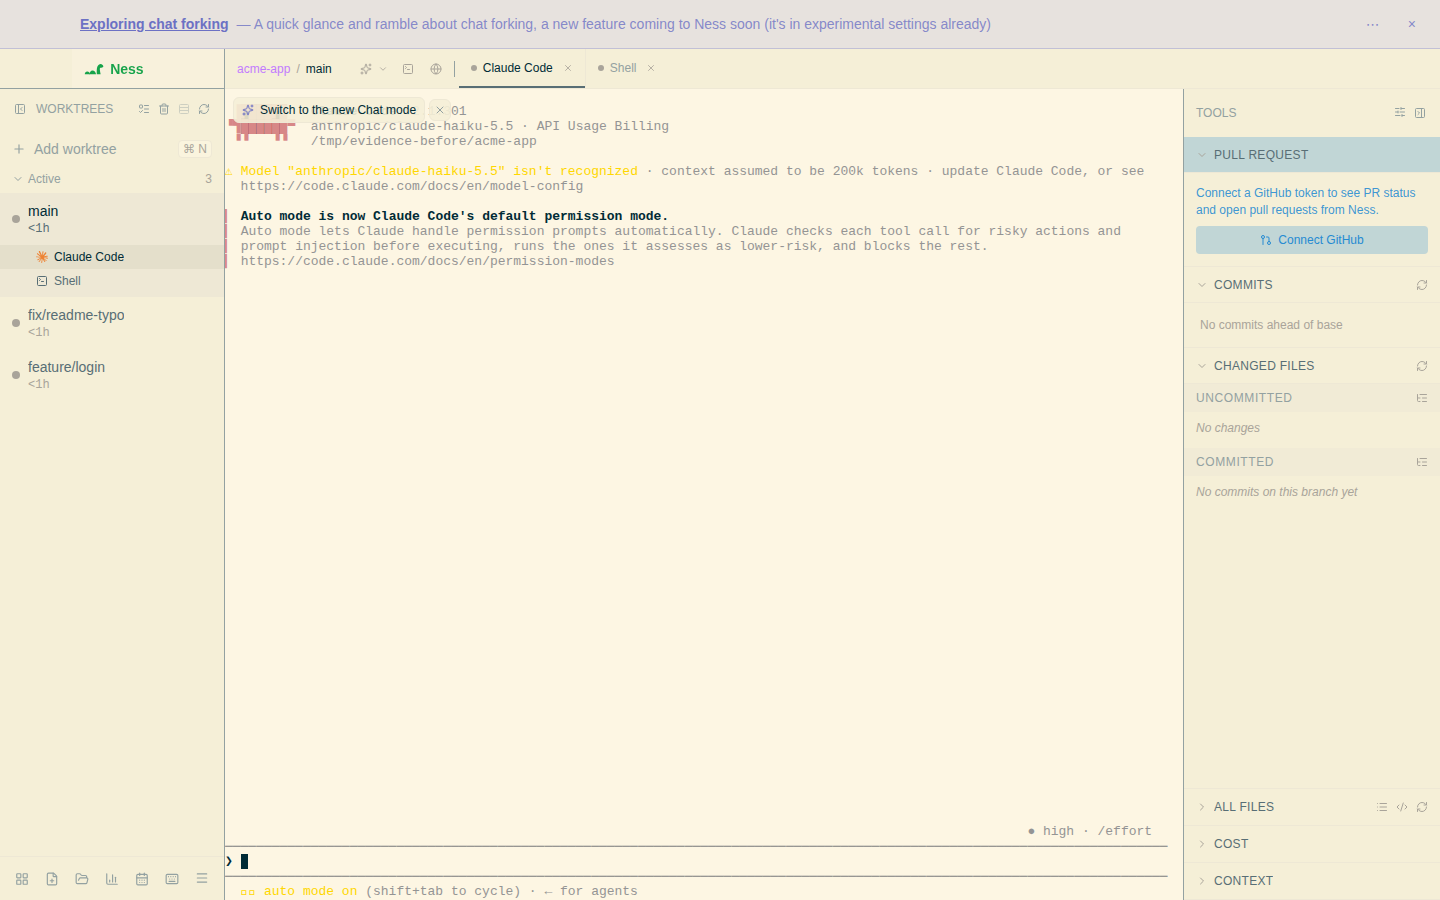 Exploring chat forking — A quick glance and ramble about chat forking, a new feature coming to Ness soon (it's in experimental settings already)
Ness
acme-app / main
Claude Code
Shell
WORKTREES
Add worktree ⌘ N
Active 3
main
<1h
Claude Code
Shell
fix/readme-typo
<1h
feature/login
<1h
Switch to the new Chat mode
01
anthropic/claude-haiku-5.5 · API Usage Billing
/tmp/evidence-before/acme-app
⚠ Model "anthropic/claude-haiku-5.5" isn't recognized · context assumed to be 200k tokens · update Claude Code, or see
https://code.claude.com/docs/en/model-config
Auto mode is now Claude Code's default permission mode.
Auto mode lets Claude handle permission prompts automatically. Claude checks each tool call for risky actions and
prompt injection before executing, runs the ones it assesses as lower-risk, and blocks the rest.
https://code.claude.com/docs/en/permission-modes
● high · /effort
❯
auto mode on (shift+tab to cycle) · ← for agents
TOOLS
PULL REQUEST
Connect a GitHub token to see PR status
and open pull requests from Ness.
Connect GitHub
COMMITS
No commits ahead of base
CHANGED FILES
UNCOMMITTED
No changes
COMMITTED
No commits on this branch yet
ALL FILES
COST
CONTEXT